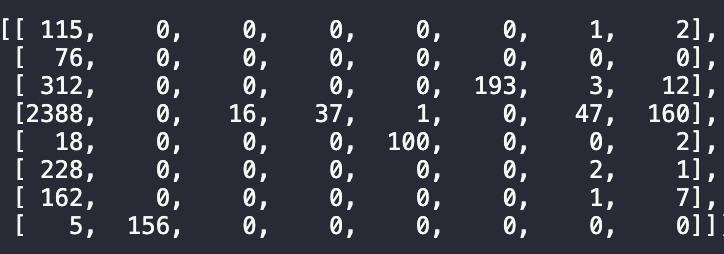 [[ 115, 0, 0, 0, 0, 0, 1, 2],
[ 76, 0, 0, 0, 0, 0, 0, 0],
[ 312, 0, 0, 0, 0, 193, 3, 12],
[2388, 0, 16, 37, 1, 0, 47, 160],
[ 18, 0, 0, 0, 100, 0, 0, 2],
[ 228, 0, 0, 0, 0, 0, 2, 1],
[ 162, 0, 0, 0, 0, 0, 1, 7],
[ 5, 156, 0, 0, 0, 0, 0, 0]]